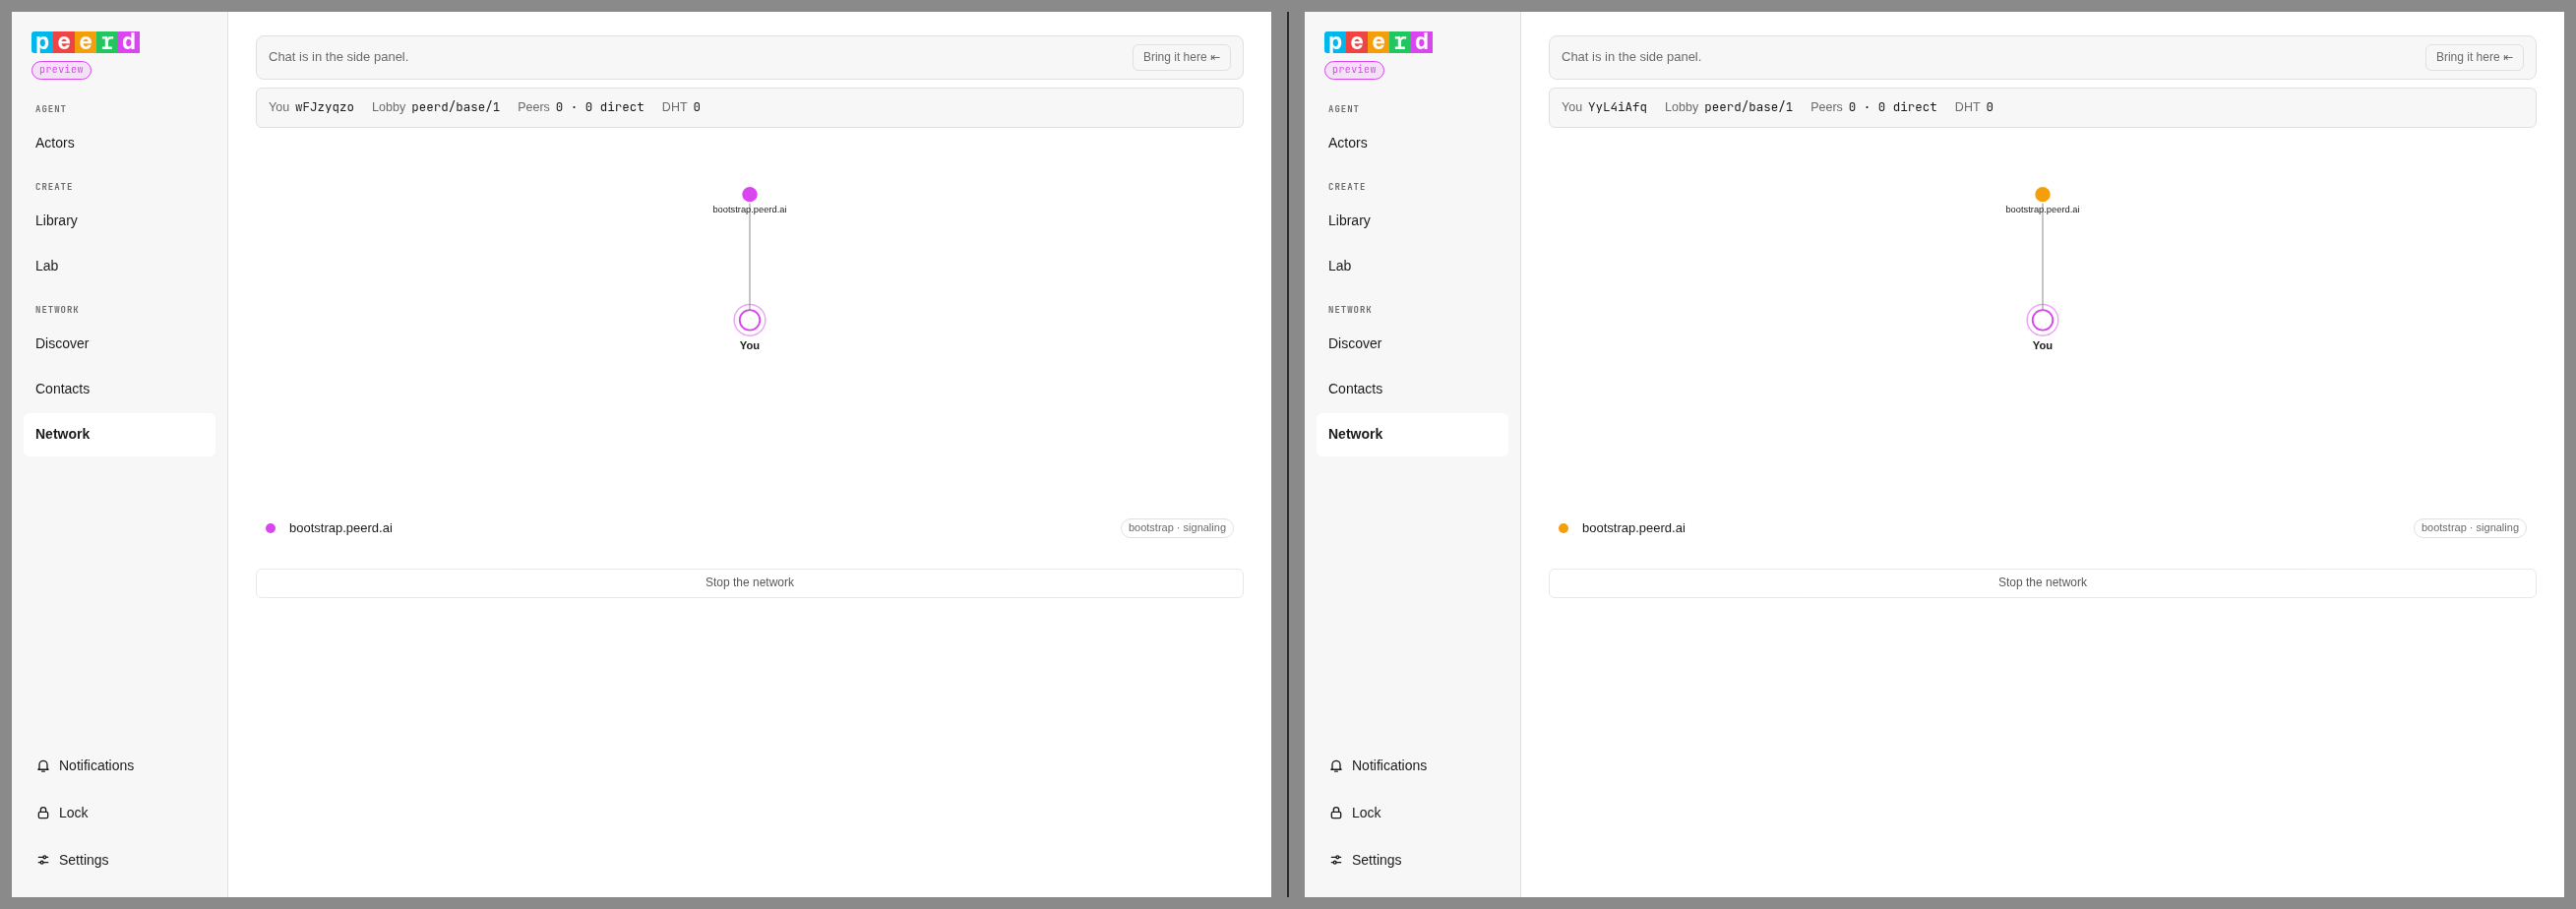 peerd
preview
AGENT
Actors
CREATE
Library
Lab
NETWORK
Discover
Contacts
Network
Notifications
Lock
Settings
Chat is in the side panel.
Bring it here ⇤
You wFJzyqzo Lobby peerd/base/1 Peers 0 · 0 direct DHT 0
bootstrap.peerd.ai
You
bootstrap.peerd.ai
bootstrap · signaling
Stop the network
peerd
preview
AGENT
Actors
CREATE
Library
Lab
NETWORK
Discover
Contacts
Network
Notifications
Lock
Settings
Chat is in the side panel.
Bring it here ⇤
You YyL4iAfq Lobby peerd/base/1 Peers 0 · 0 direct DHT 0
bootstrap.peerd.ai
You
bootstrap.peerd.ai
bootstrap · signaling
Stop the network